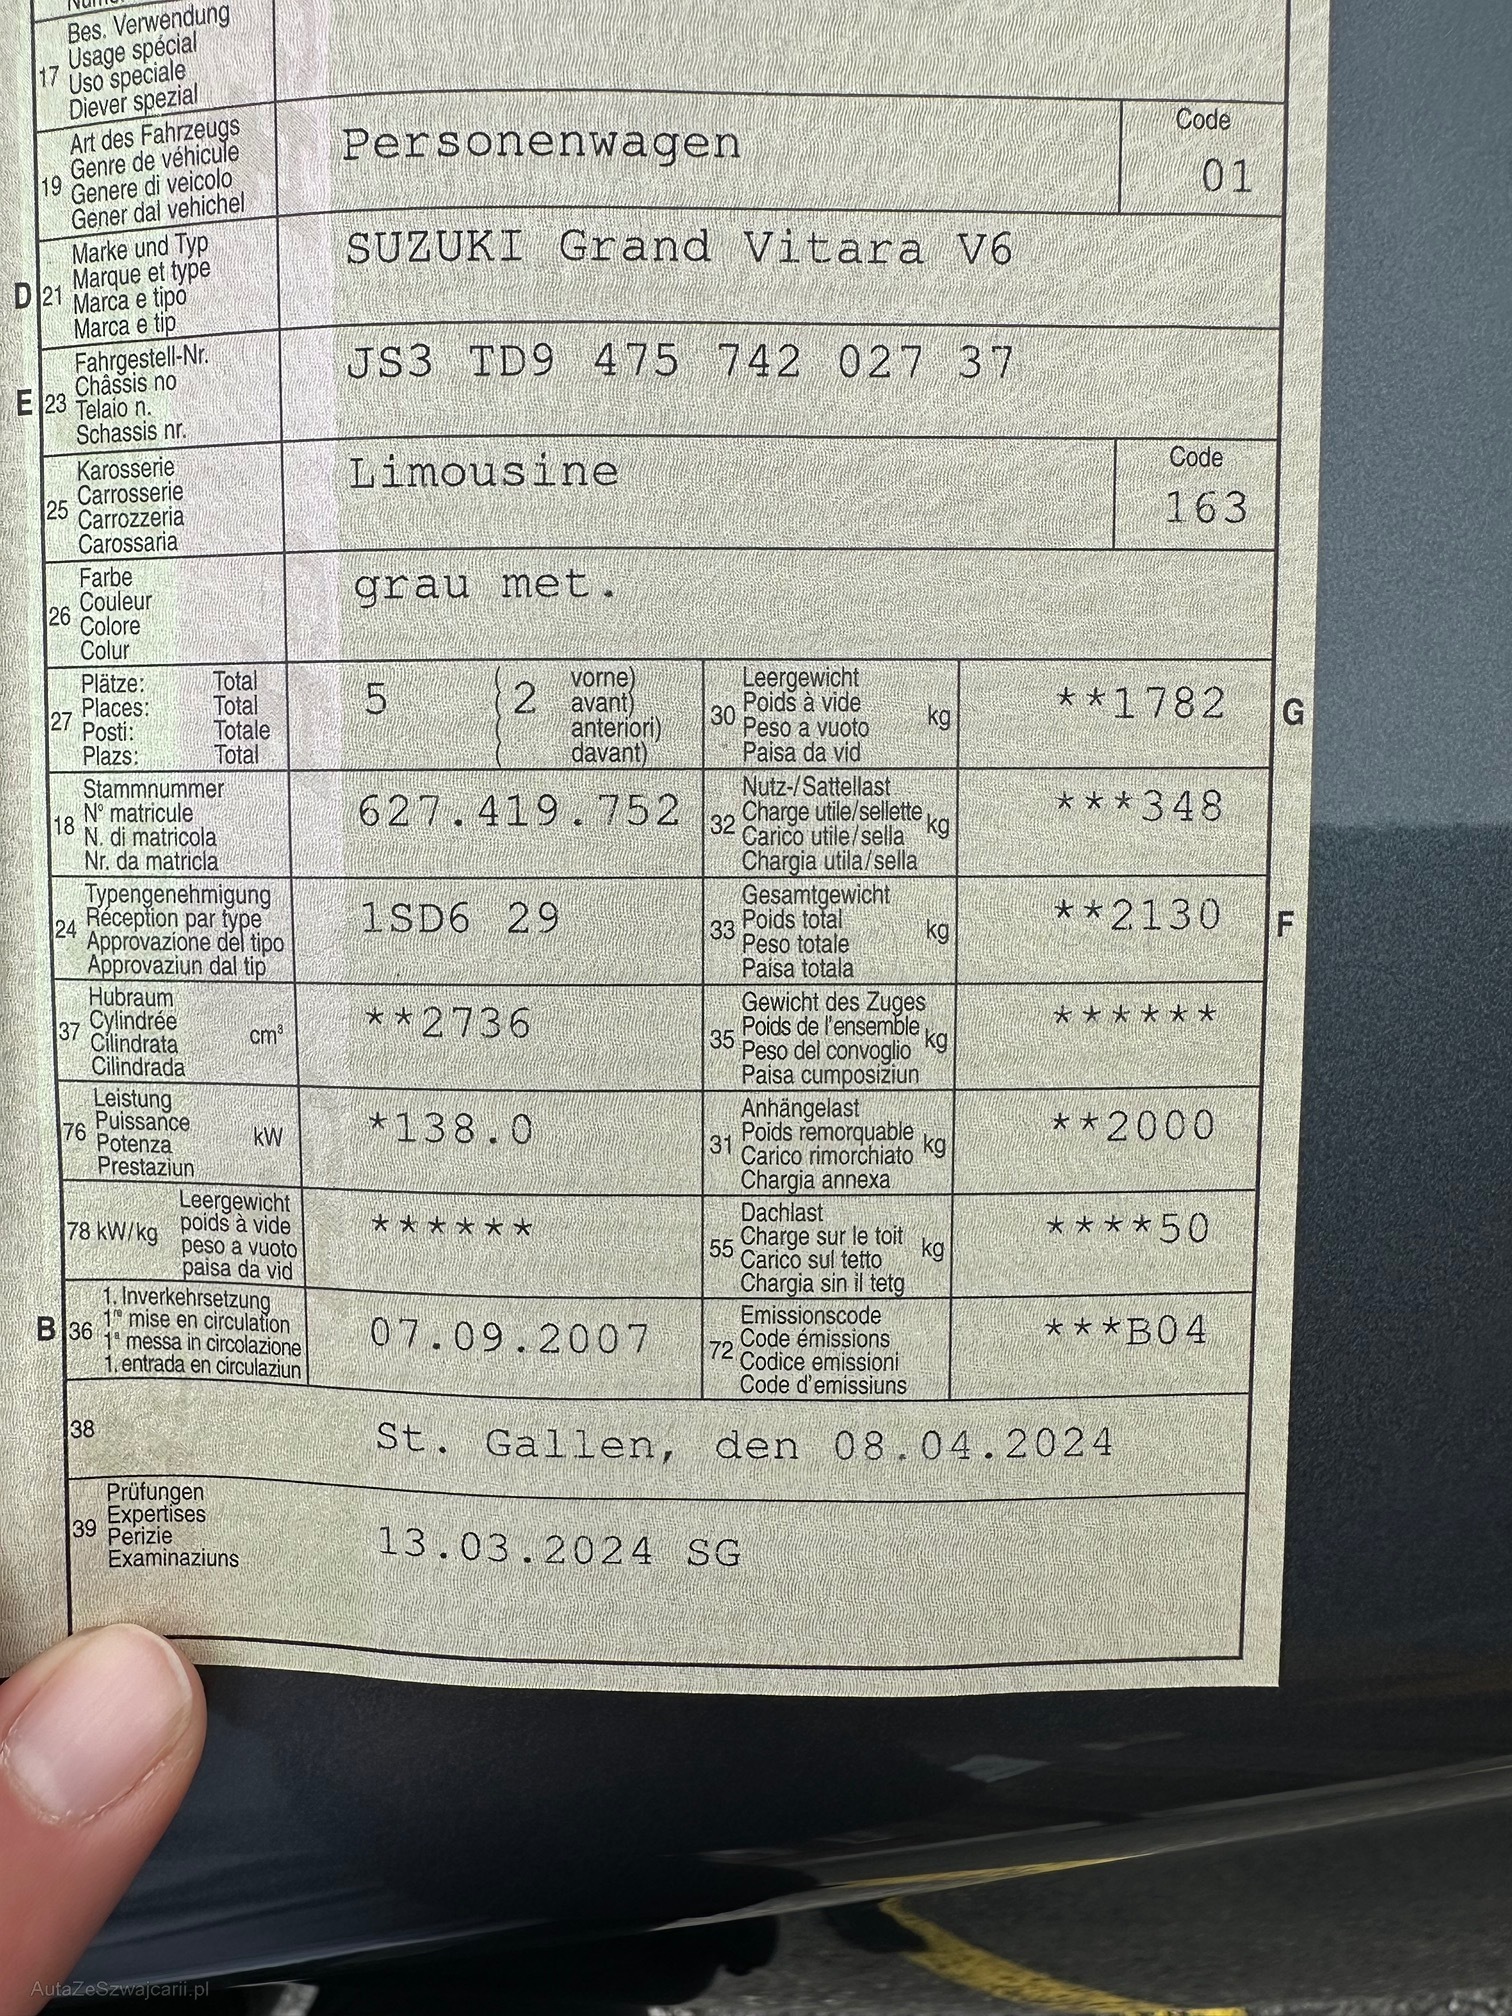 Bes. Verwendung
Usage spécial
17 Uso speciale
Diever spezial
Art des Fahrzeugs
Genre de véhicule
19 Genere di veicolo
Gener dal vehichel
Personenwagen
Code
01
Marke und Typ
Marque et type
D 21 Marca e tipo
Marca e tip
SUZUKI Grand Vitara V6
Fahrgestell-Nr.
Châssis no
E 23 Telaio n.
Schassis nr.
JS3 TD9 475 742 027 37
Karosserie
Carrosserie
25 Carrozzeria
Carossaria
Limousine
Code
163
Farbe
Couleur
26 Colore
Colur
grau met.
Plätze: Total
Places: Total
27 Posti: Totale
Plazs: Total
5 ( 2 vorne)
( avant)
( anteriori)
( davant)
Leergewicht
Poids à vide
30 Peso a vuoto kg
Paisa da vid
**1782 G
Stammnummer
N° matricule
18 N. di matricola
Nr. da matricla
627.419.752
Nutz-/Sattellast
Charge utile/sellette
32 Carico utile/sella kg
Chargia utila/sella
***348
Typengenehmigung
Réception par type
24 Approvazione del tipo
Approvaziun dal tip
1SD6 29
Gesamtgewicht
Poids total
33 Peso totale kg
Paisa totala
**2130 F
Hubraum
Cylindrée
37 Cilindrata cm³
Cilindrada
**2736
Gewicht des Zuges
Poids de l'ensemble
35 Peso del convoglio kg
Paisa cumposiziun
******
Leistung
Puissance
76 Potenza kW
Prestaziun
*138.0
Anhängelast
Poids remorquable
31 Carico rimorchiato kg
Chargia annexa
**2000
Leergewicht
78 kW/kg poids à vide
peso a vuoto
paisa da vid
******
Dachlast
Charge sur le toit
55 Carico sul tetto kg
Chargia sin il tetg
****50
1. Inverkehrsetzung
B 36 1re mise en circulation
1a messa in circolazione
1. entrada en circulaziun
07.09.2007
Emissionscode
Code émissions
72 Codice emissioni
Code d'emissiuns
***B04
38
St. Gallen, den 08.04.2024
Prüfungen
Expertises
39 Perizie
Examinaziuns
13.03.2024 SG
AutaZeSzwajcarii.pl